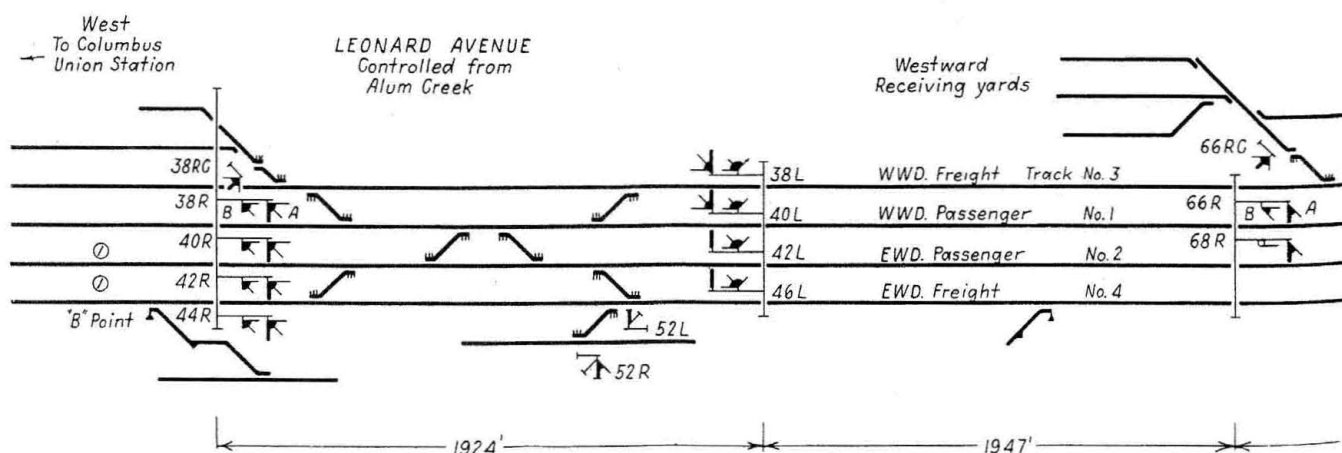 West
To Columbus
Union Station
LEONARD AVENUE
Controlled from
Alum Creek
Westward
Receiving yards
38RG
66RG
38L WWD. Freight Track No. 3
38R B A
40L WWD. Passenger No. 1
66R B A
40R
42L EWD. Passenger No. 2
68R
42R
46L EWD. Freight No. 4
"B" Point
44R
52L
52R
1924'
1947'